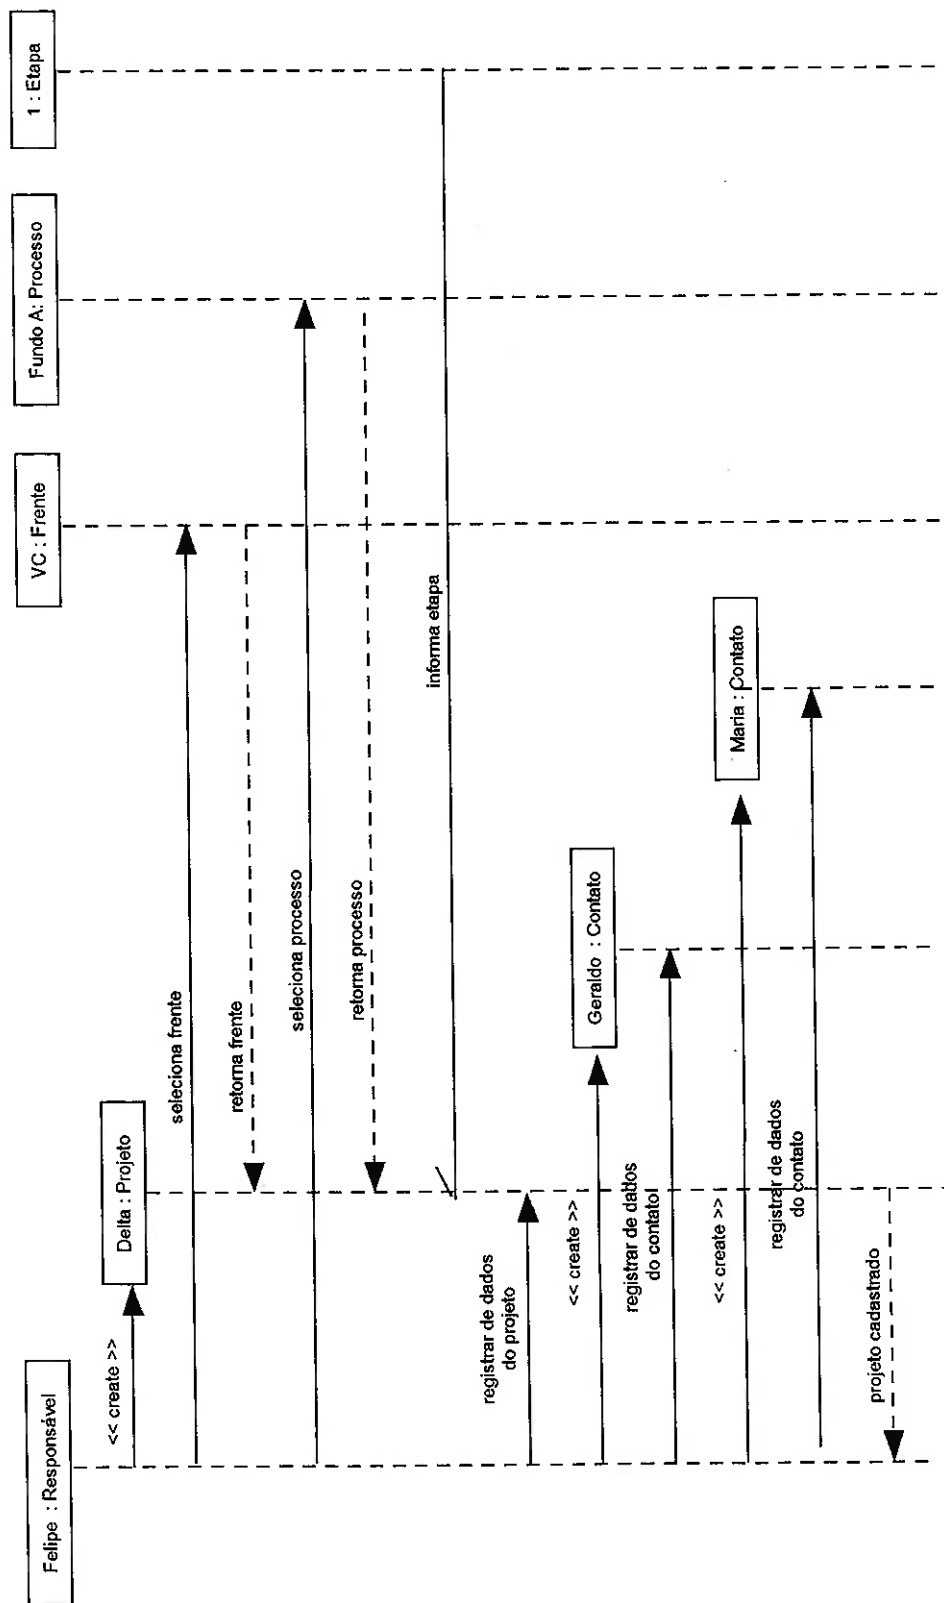 Felipe : Responsável
Delta : Projeto
Geraldo : Contato
Maria : Contato
VC : Frente
Fundo A: Processo
1 : Etapa
<< create >>
seleciona frente
retorna frente
seleciona processo
retorna processo
informa etapa
registrar de dados
do projeto
<< create >>
registrar de dados
do contato
<< create >>
registrar de dados
do contato
projeto cadastrado